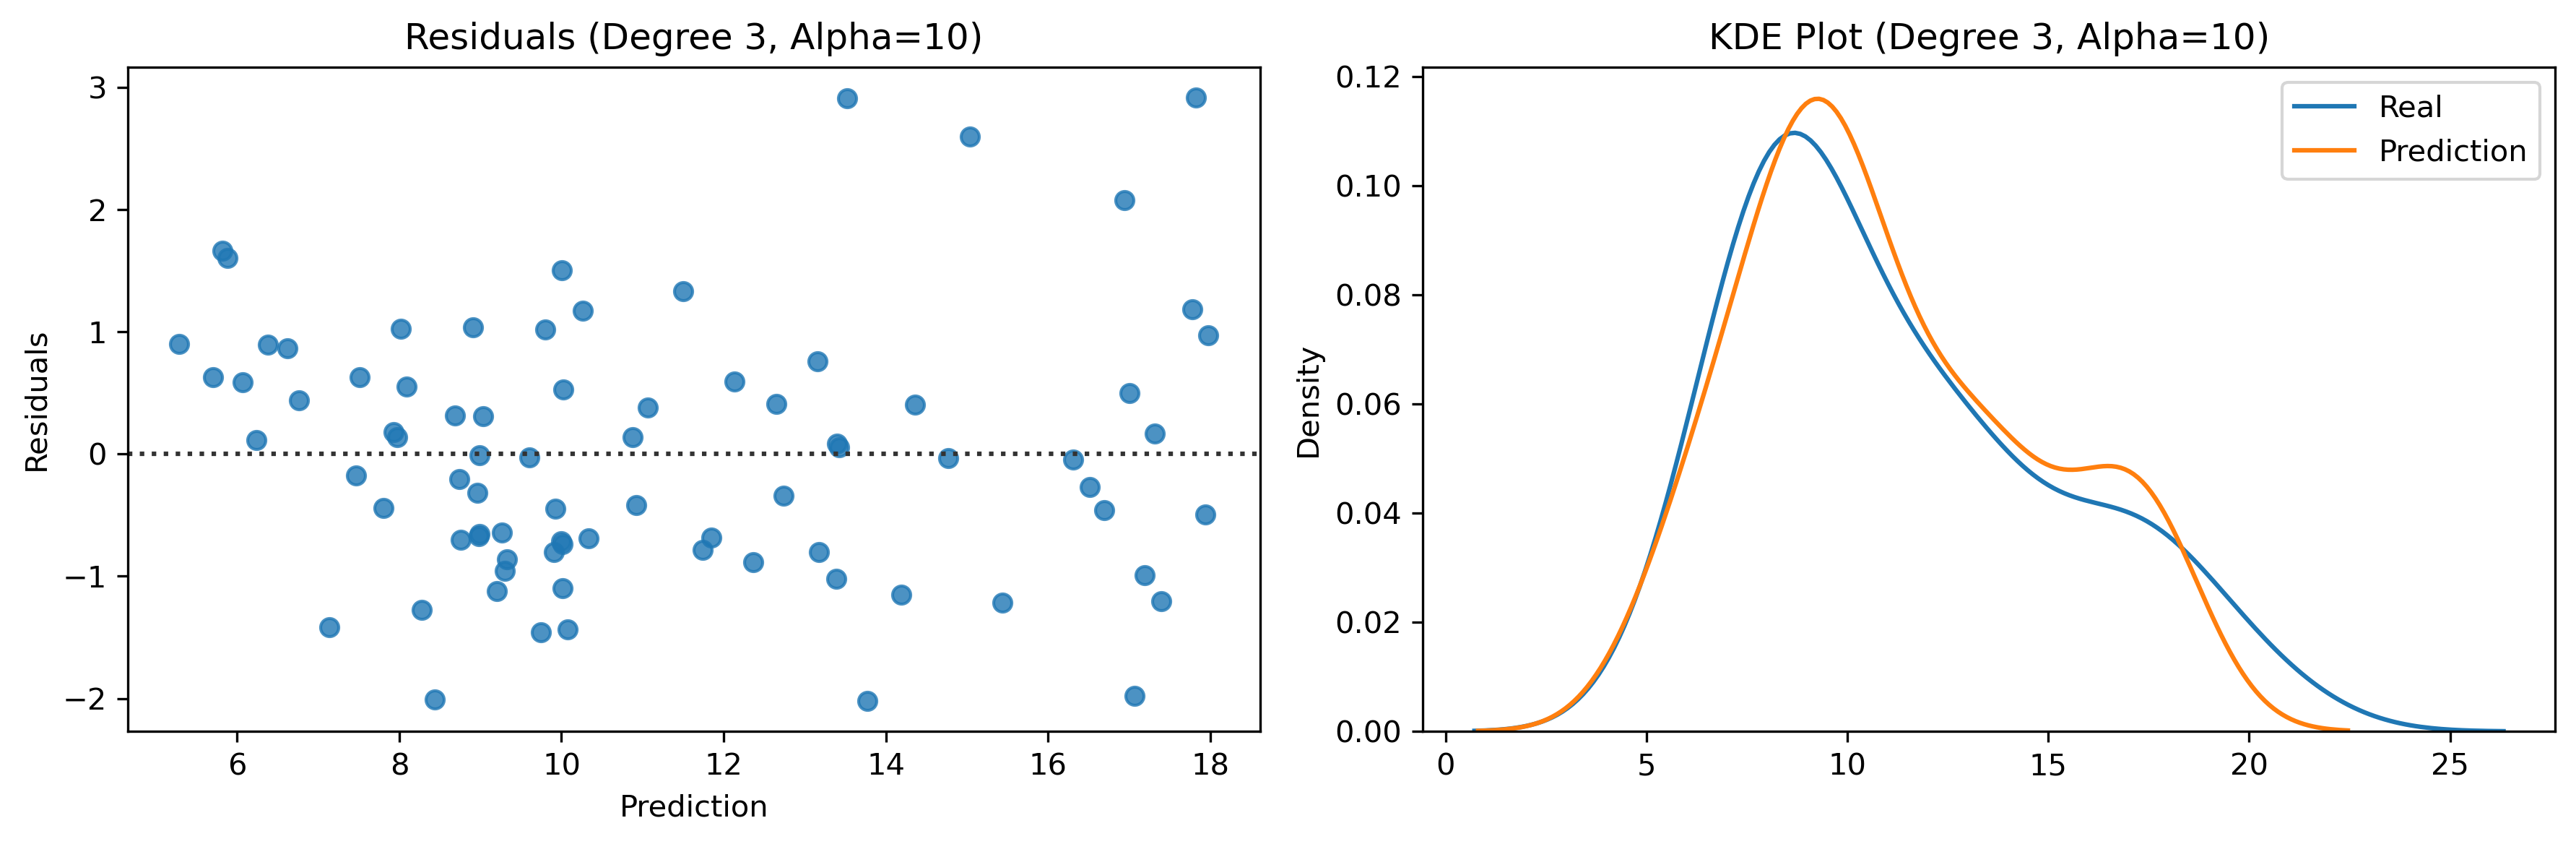 Residuals (Degree 3, Alpha=10)
3
2
1
0
−1
−2
Residuals
6 8 10 12 14 16 18
Prediction
KDE Plot (Degree 3, Alpha=10)
0.12
0.10
0.08
0.06
0.04
0.02
0.00
Density
0 5 10 15 20 25
Real
Prediction